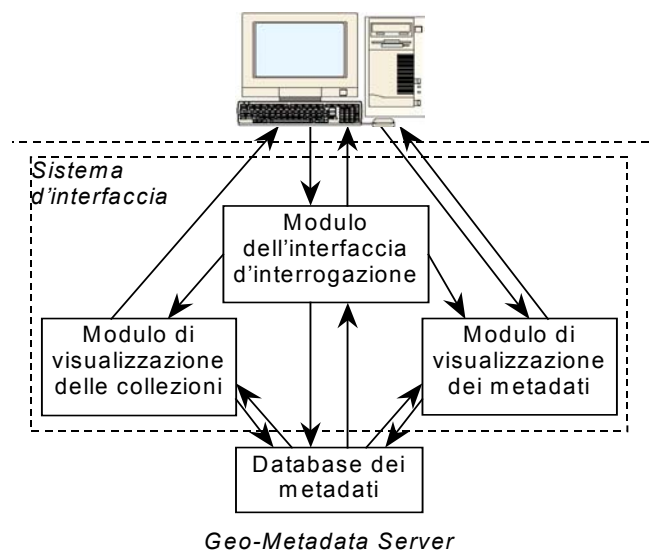 Sistema
d'interfaccia
Modulo
dell'interfaccia
d'interrogazione
Modulo di
visualizzazione
delle collezioni
Modulo di
visualizzazione
dei metadati
Database dei
metadati
Geo-Metadata Server